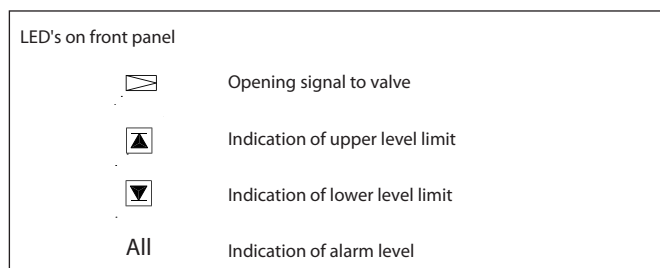 LED's on front panel
Opening signal to valve
Indication of upper level limit
Indication of lower level limit
All Indication of alarm level